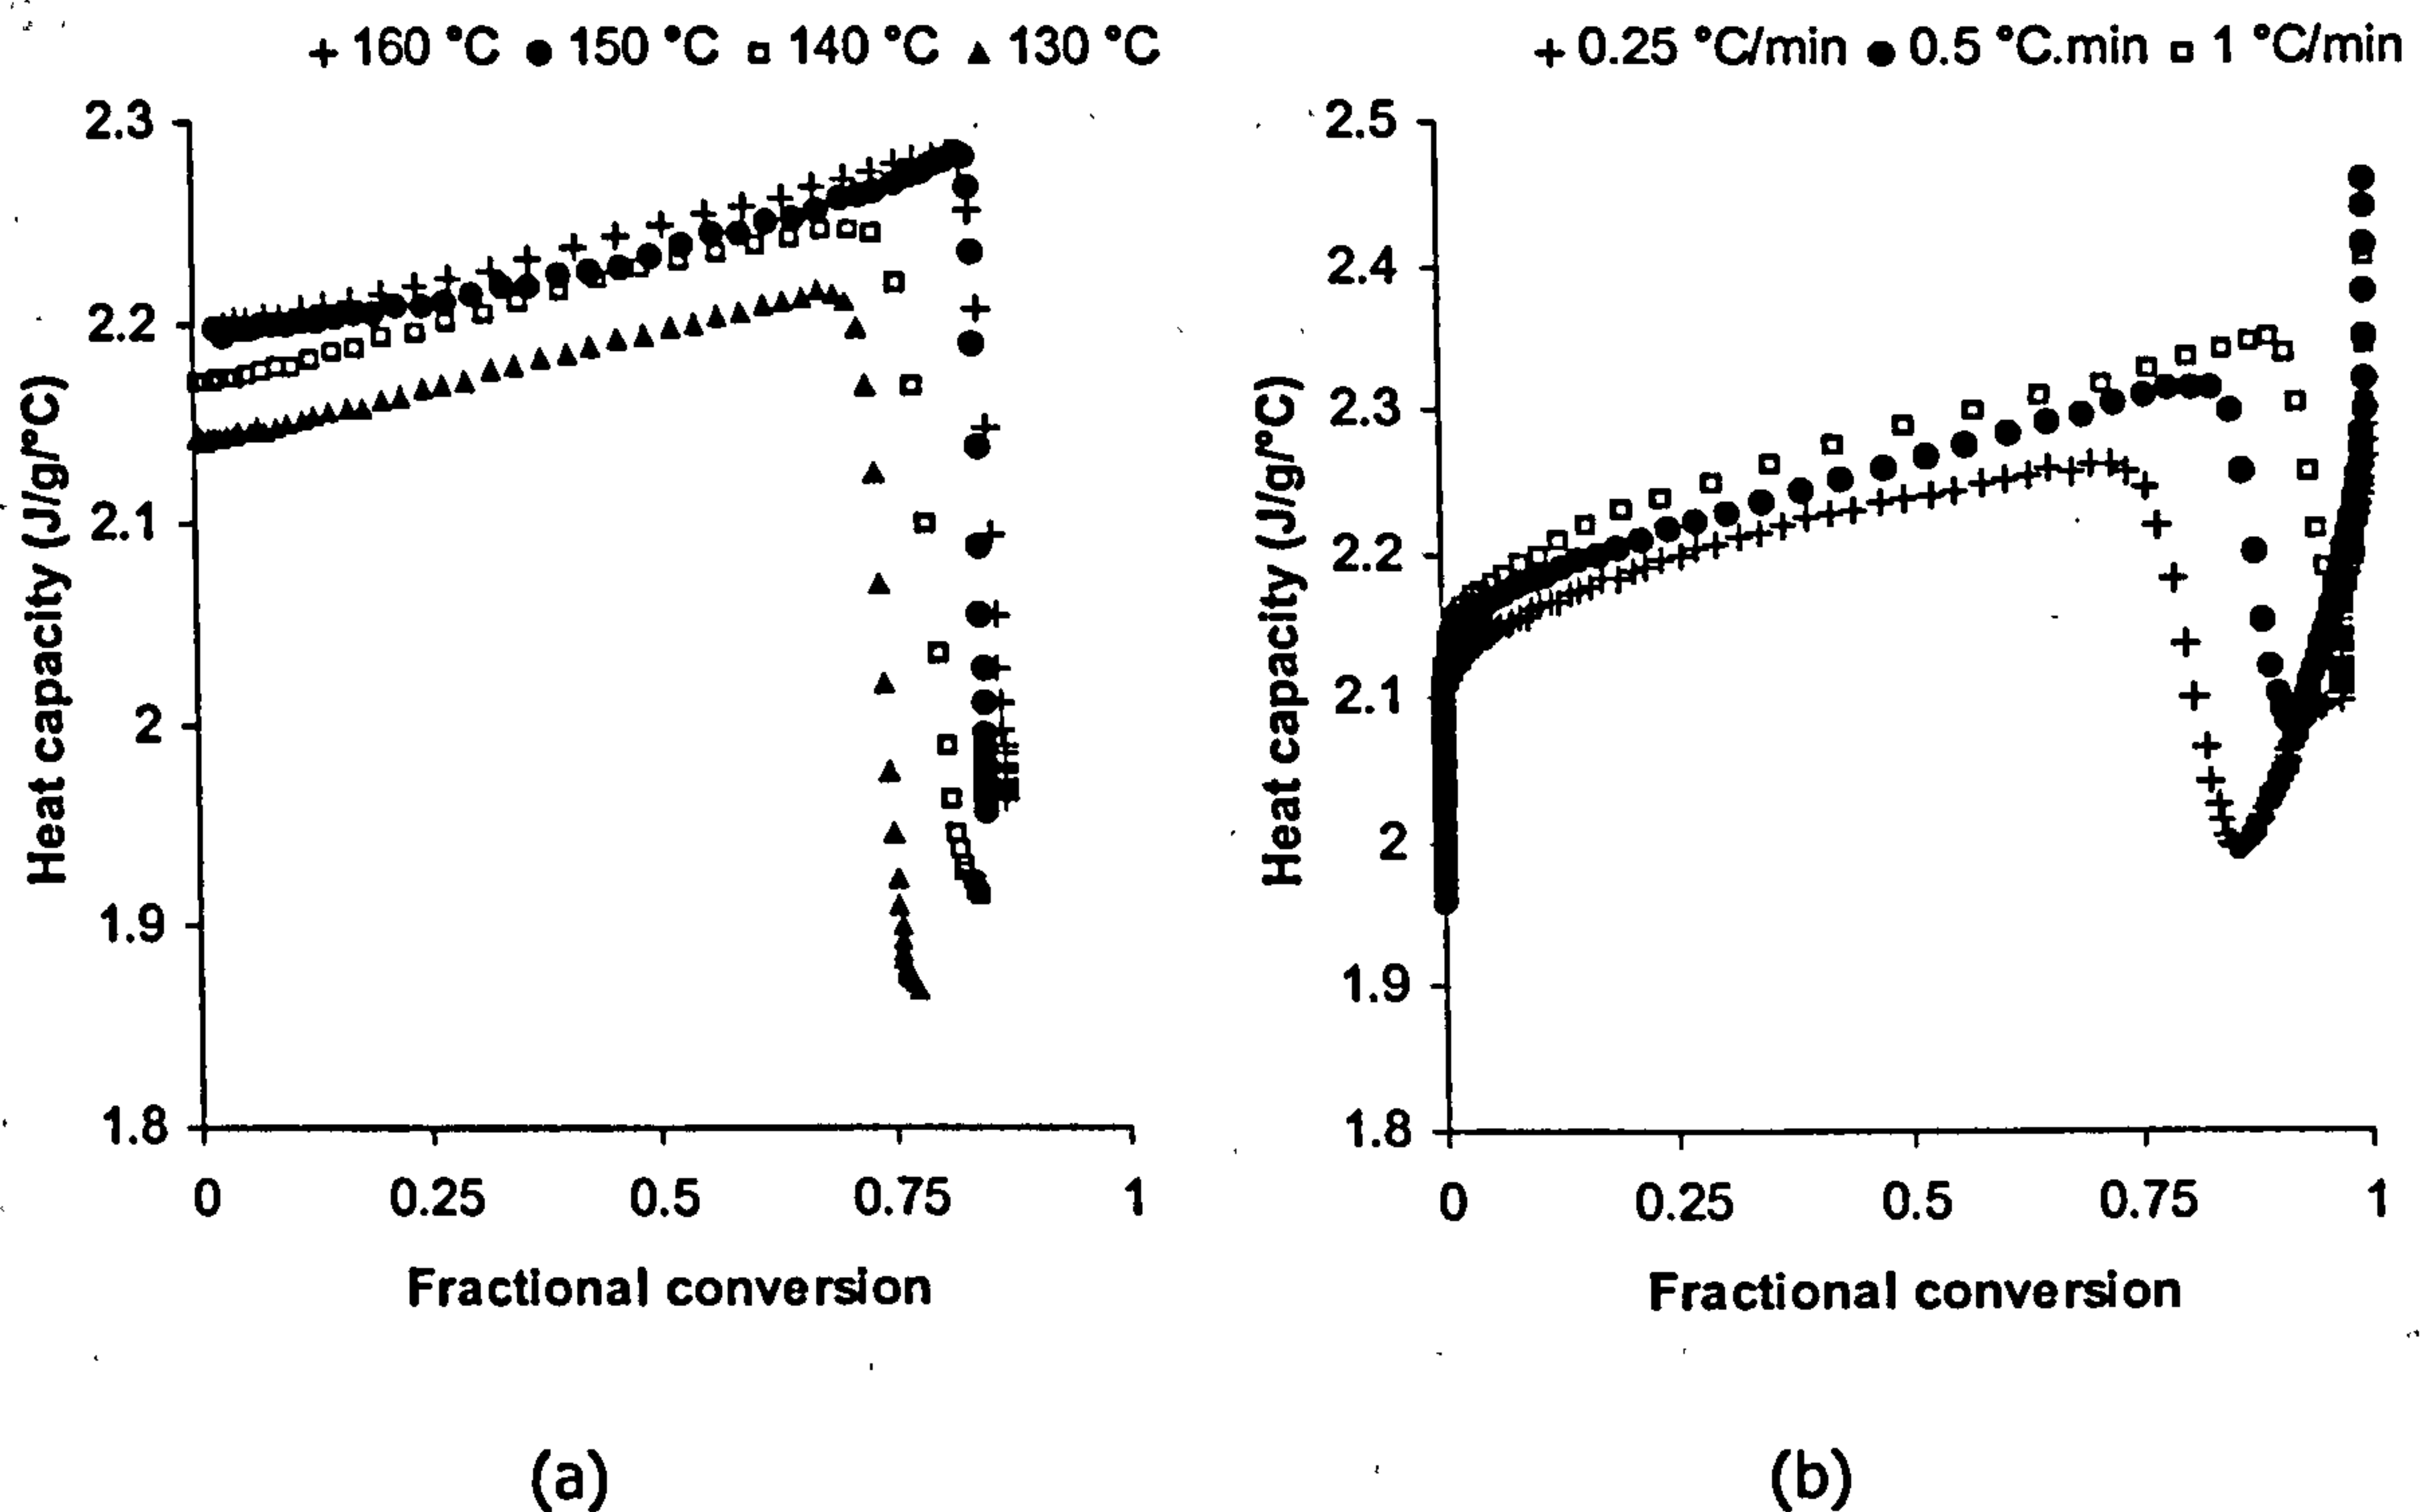 + 160 °C ● 150 °C □ 140 °C ▲ 130 °C
2.3
2.2
2.1
2
1.9
1.8
Heat capacity (J/g/°C)
0 0.25 0.5 0.75 1
Fractional conversion
(a)
+ 0.25 °C/min ● 0.5 °C.min □ 1 °C/min
2.5
2.4
2.3
2.2
2.1
2
1.9
1.8
Heat capacity (J/g/°C)
0 0.25 0.5 0.75 1
Fractional conversion
(b)